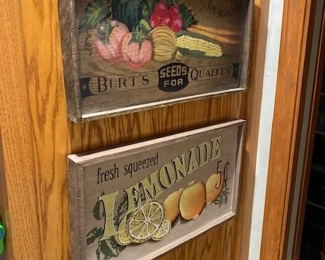 BURT'S SEEDS FOR QUALITY
fresh squeezed
LEMONADE
5¢